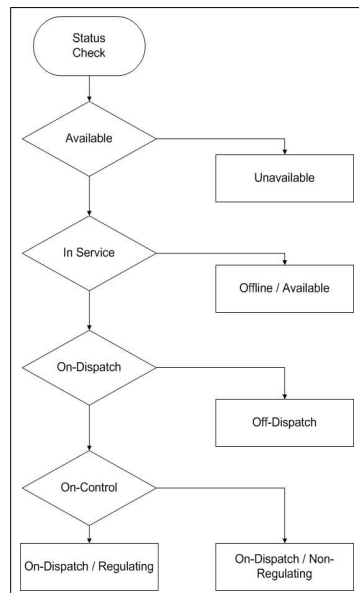 Status
Check
Available
Unavailable
In Service
Offline / Available
On-Dispatch
Off-Dispatch
On-Control
On-Dispatch / Regulating
On-Dispatch / Non-
Regulating